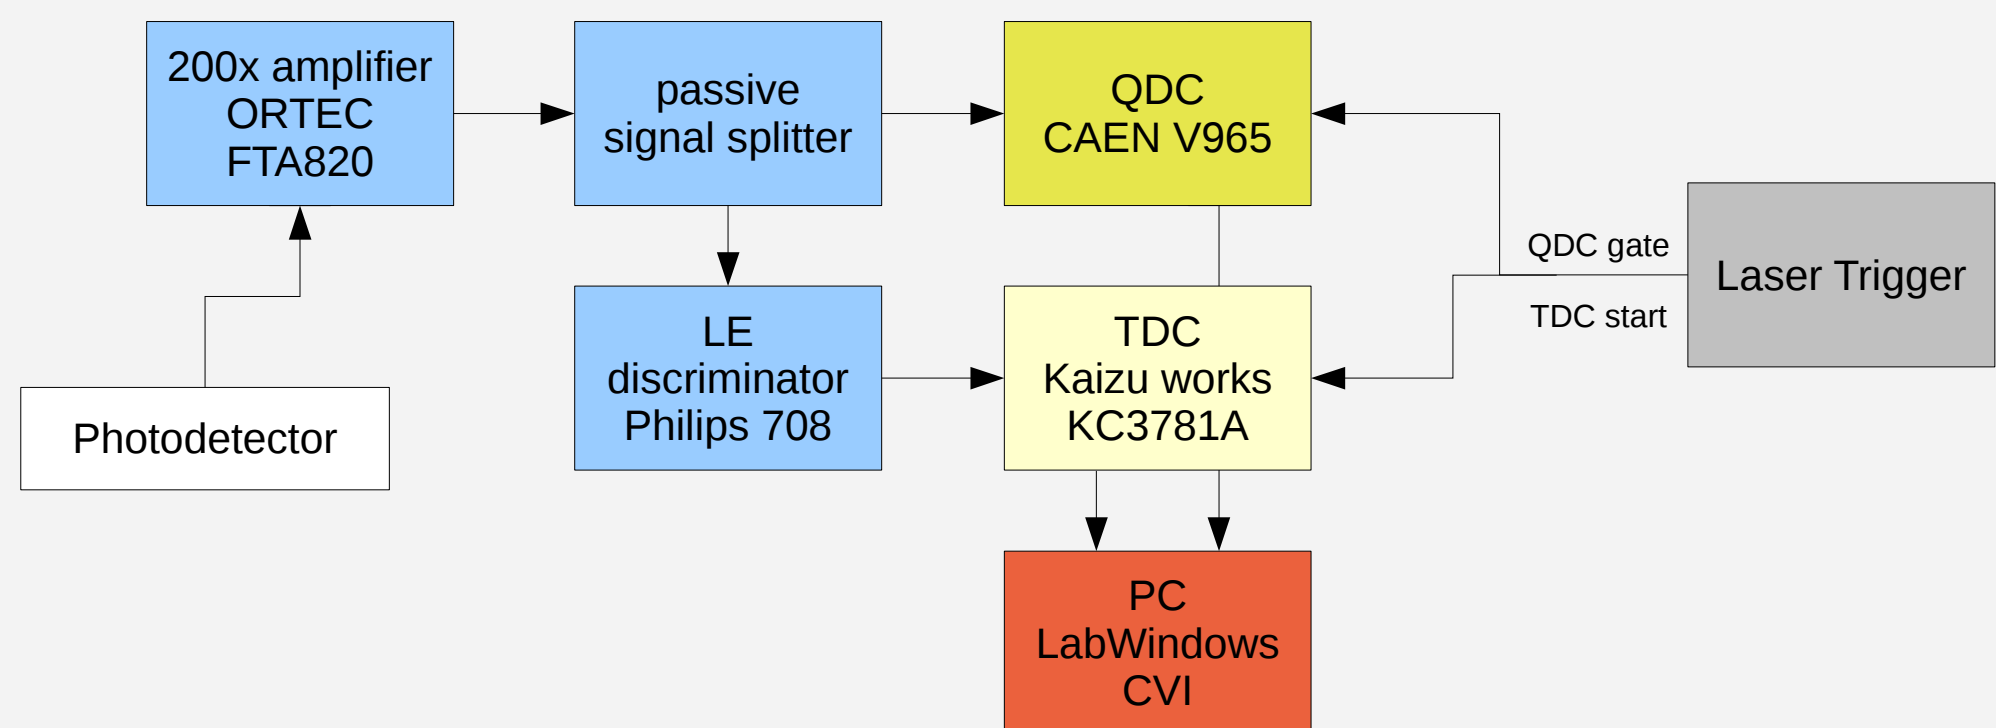 200x amplifier
ORTEC
FTA820
passive
signal splitter
QDC
CAEN V965
QDC gate
TDC start
Laser Trigger
LE
discriminator
Philips 708
TDC
Kaizu works
KC3781A
Photodetector
PC
LabWindows
CVI